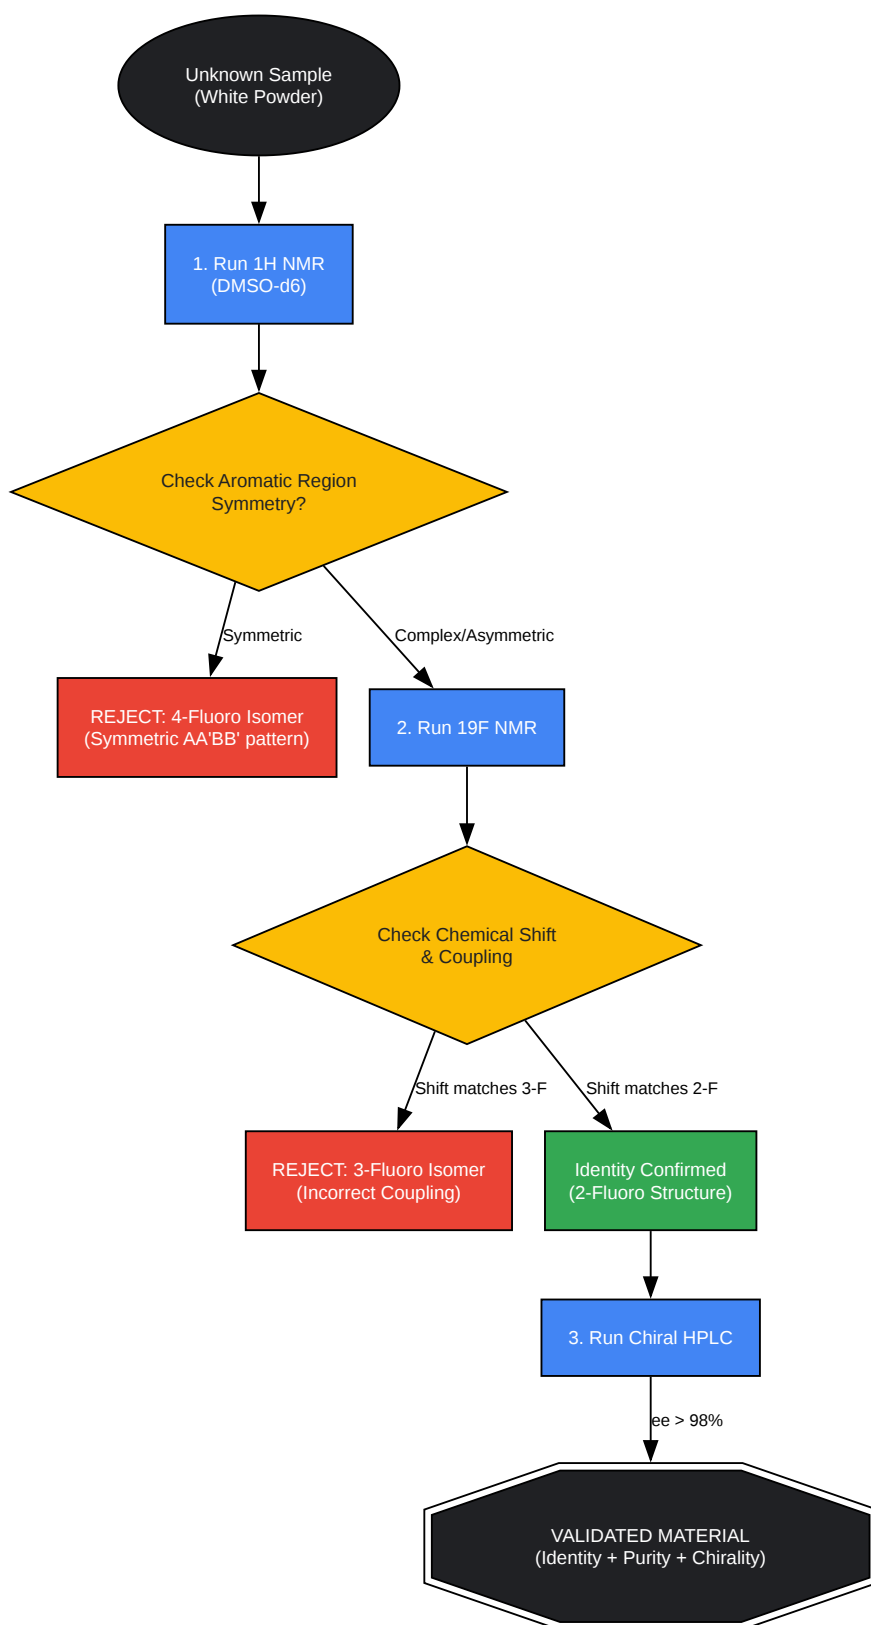 Unknown Sample
(White Powder)
1. Run 1H NMR
(DMSO-d6)
Check Aromatic Region
Symmetry?
Symmetric
Complex/Asymmetric
REJECT: 4-Fluoro Isomer
(Symmetric AA'BB' pattern)
2. Run 19F NMR
Check Chemical Shift
& Coupling
Shift matches 3-F
Shift matches 2-F
REJECT: 3-Fluoro Isomer
(Incorrect Coupling)
Identity Confirmed
(2-Fluoro Structure)
3. Run Chiral HPLC
ee > 98%
VALIDATED MATERIAL
(Identity + Purity + Chirality)